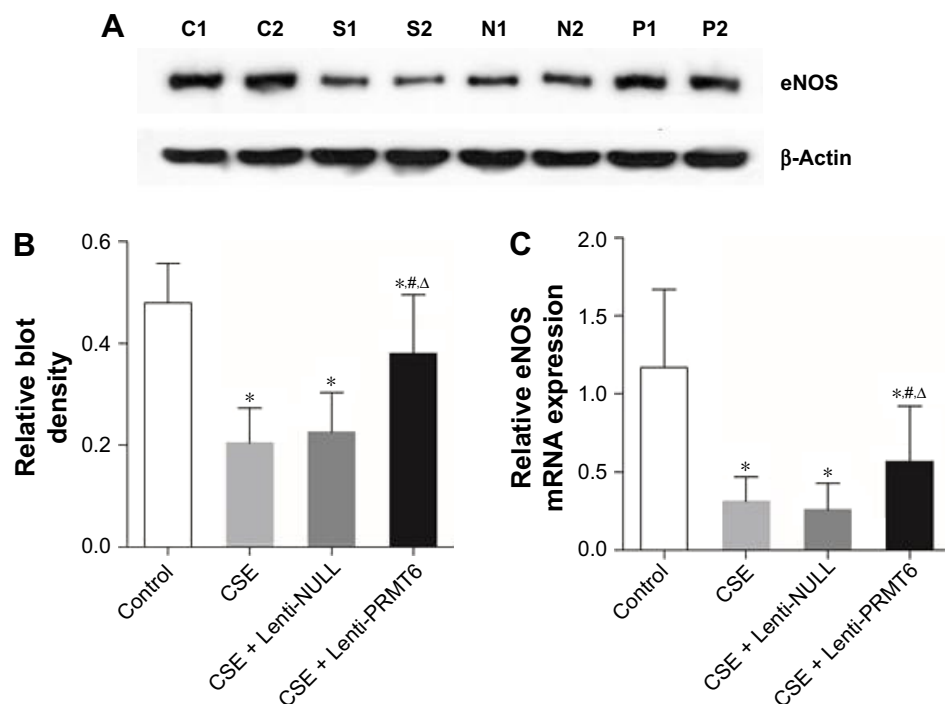 A
C1 C2 S1 S2 N1 N2 P1 P2
eNOS
β-Actin
B
Relative blot
density
0.6
0.4
0.2
0.0
*
*
*,#,Δ
Control
CSE
CSE + Lenti-NULL
CSE + Lenti-PRMT6
C
Relative eNOS
mRNA expression
2.0
1.5
1.0
0.5
0.0
*
*
*,#,Δ
Control
CSE
CSE + Lenti-NULL
CSE + Lenti-PRMT6